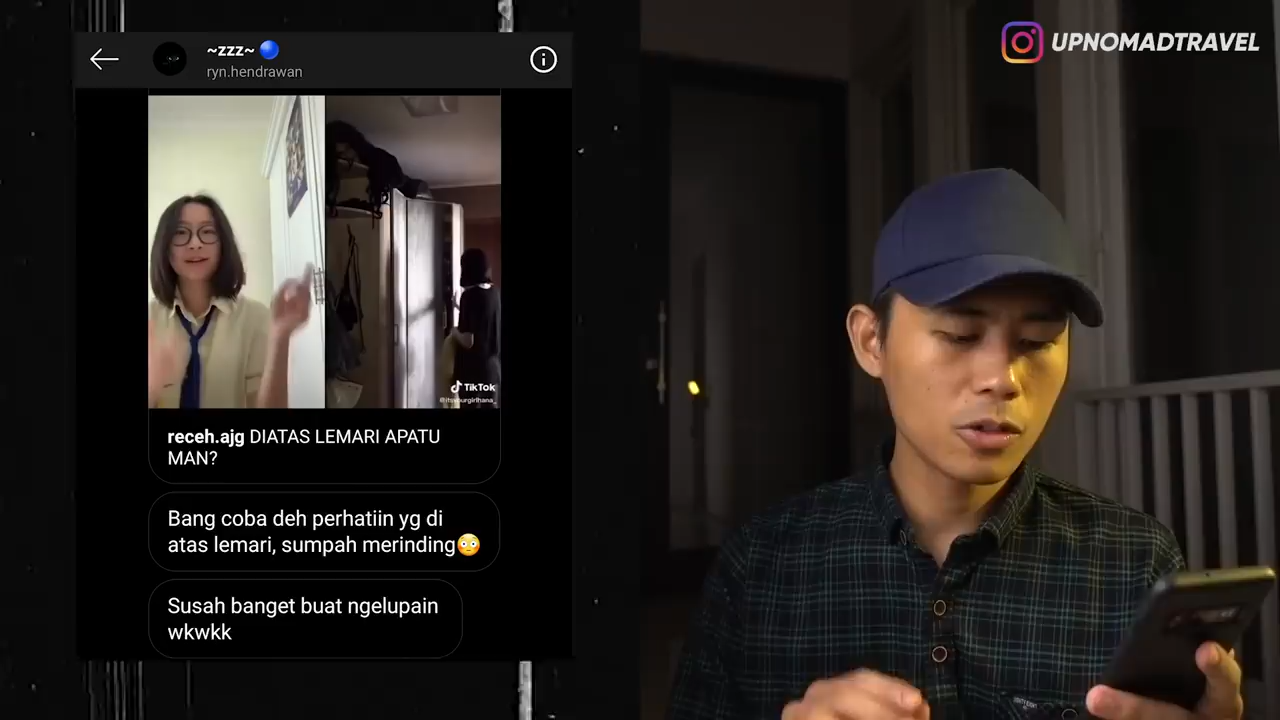 ~zzz~
ryn.hendrawan
UPNOMADTRAVEL
TikTok
@itsyourgirlhana_
receh.ajg DIATAS LEMARI APATU
MAN?
Bang coba deh perhatiin yg di
atas lemari, sumpah merinding😳
Susah banget buat ngelupain
wkwkk